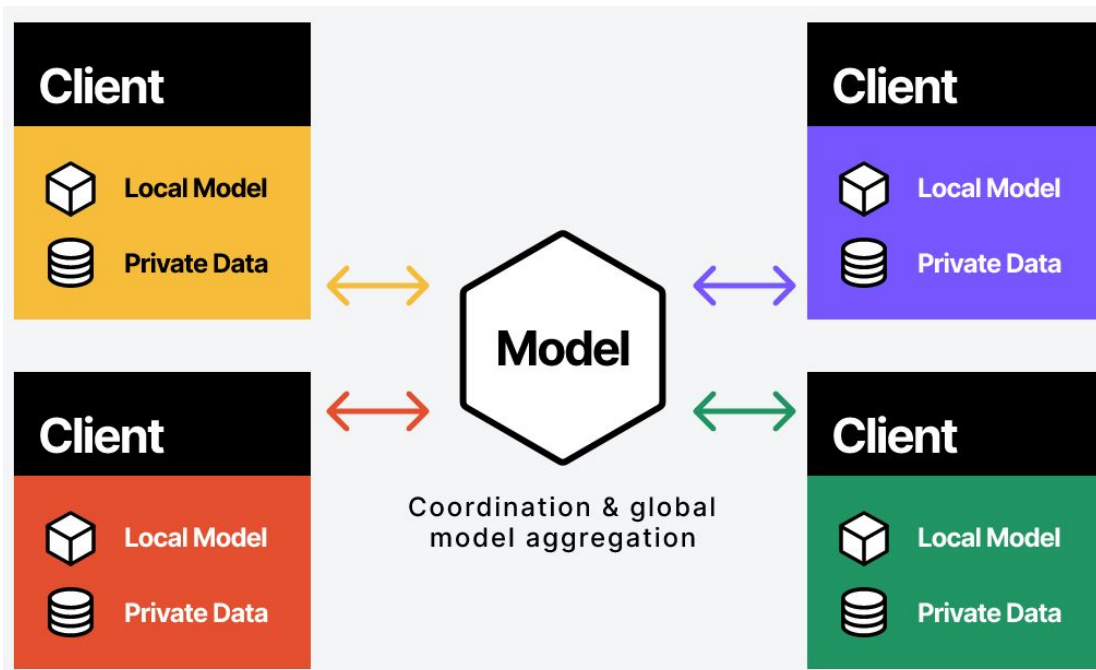 Client
Local Model
Private Data
Client
Local Model
Private Data
Model
Coordination & global
model aggregation
Client
Local Model
Private Data
Client
Local Model
Private Data